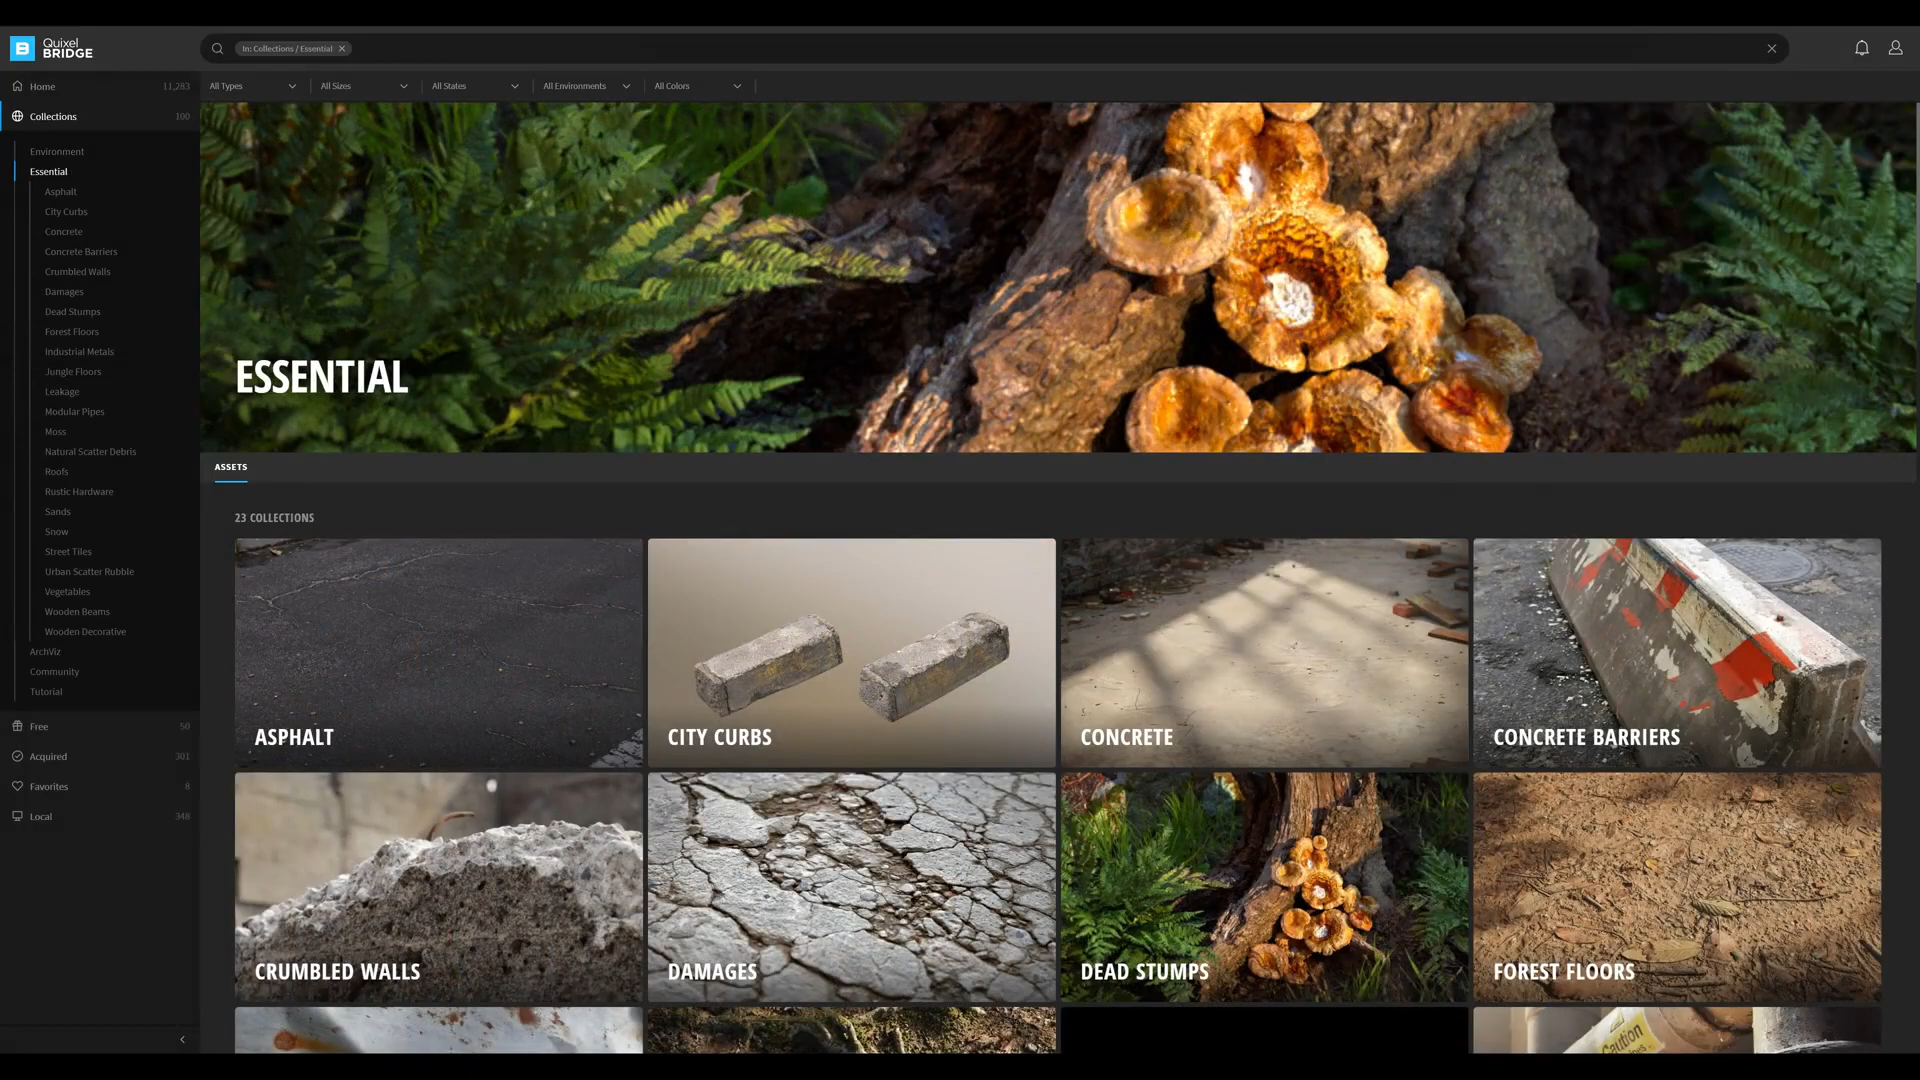 Quixel
BRIDGE
In: Collections / Essential
Home 11,283
Collections 100
Environment
Essential
Asphalt
City Curbs
Concrete
Concrete Barriers
Crumbled Walls
Damages
Dead Stumps
Forest Floors
Industrial Metals
Jungle Floors
Leakage
Modular Pipes
Moss
Natural Scatter Debris
Roofs
Rustic Hardware
Sands
Snow
Street Tiles
Urban Scatter Rubble
Vegetables
Wooden Beams
Wooden Decorative
ArchViz
Community
Tutorial
Free 50
Acquired 301
Favorites 8
Local 348
All Types All Sizes All States All Environments All Colors
ESSENTIAL
ASSETS
23 COLLECTIONS
ASPHALT
CITY CURBS
CONCRETE
CONCRETE BARRIERS
CRUMBLED WALLS
DAMAGES
DEAD STUMPS
FOREST FLOORS
Caution